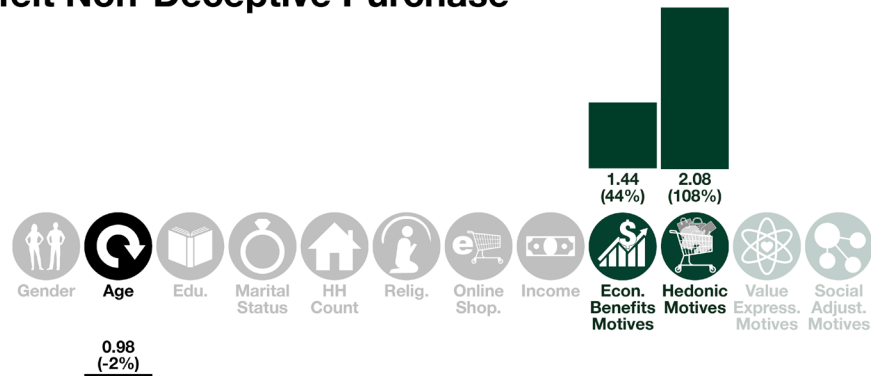 Non-Deceptive Purchase
1.44
(44%)
2.08
(108%)
$
e
Gender
Age
Edu.
Marital
Status
HH
Count
Relig.
Online
Shop.
Income
Econ.
Benefits
Motives
Hedonic
Motives
Value
Express.
Motives
Social
Adjust.
Motives
0.98
(-2%)